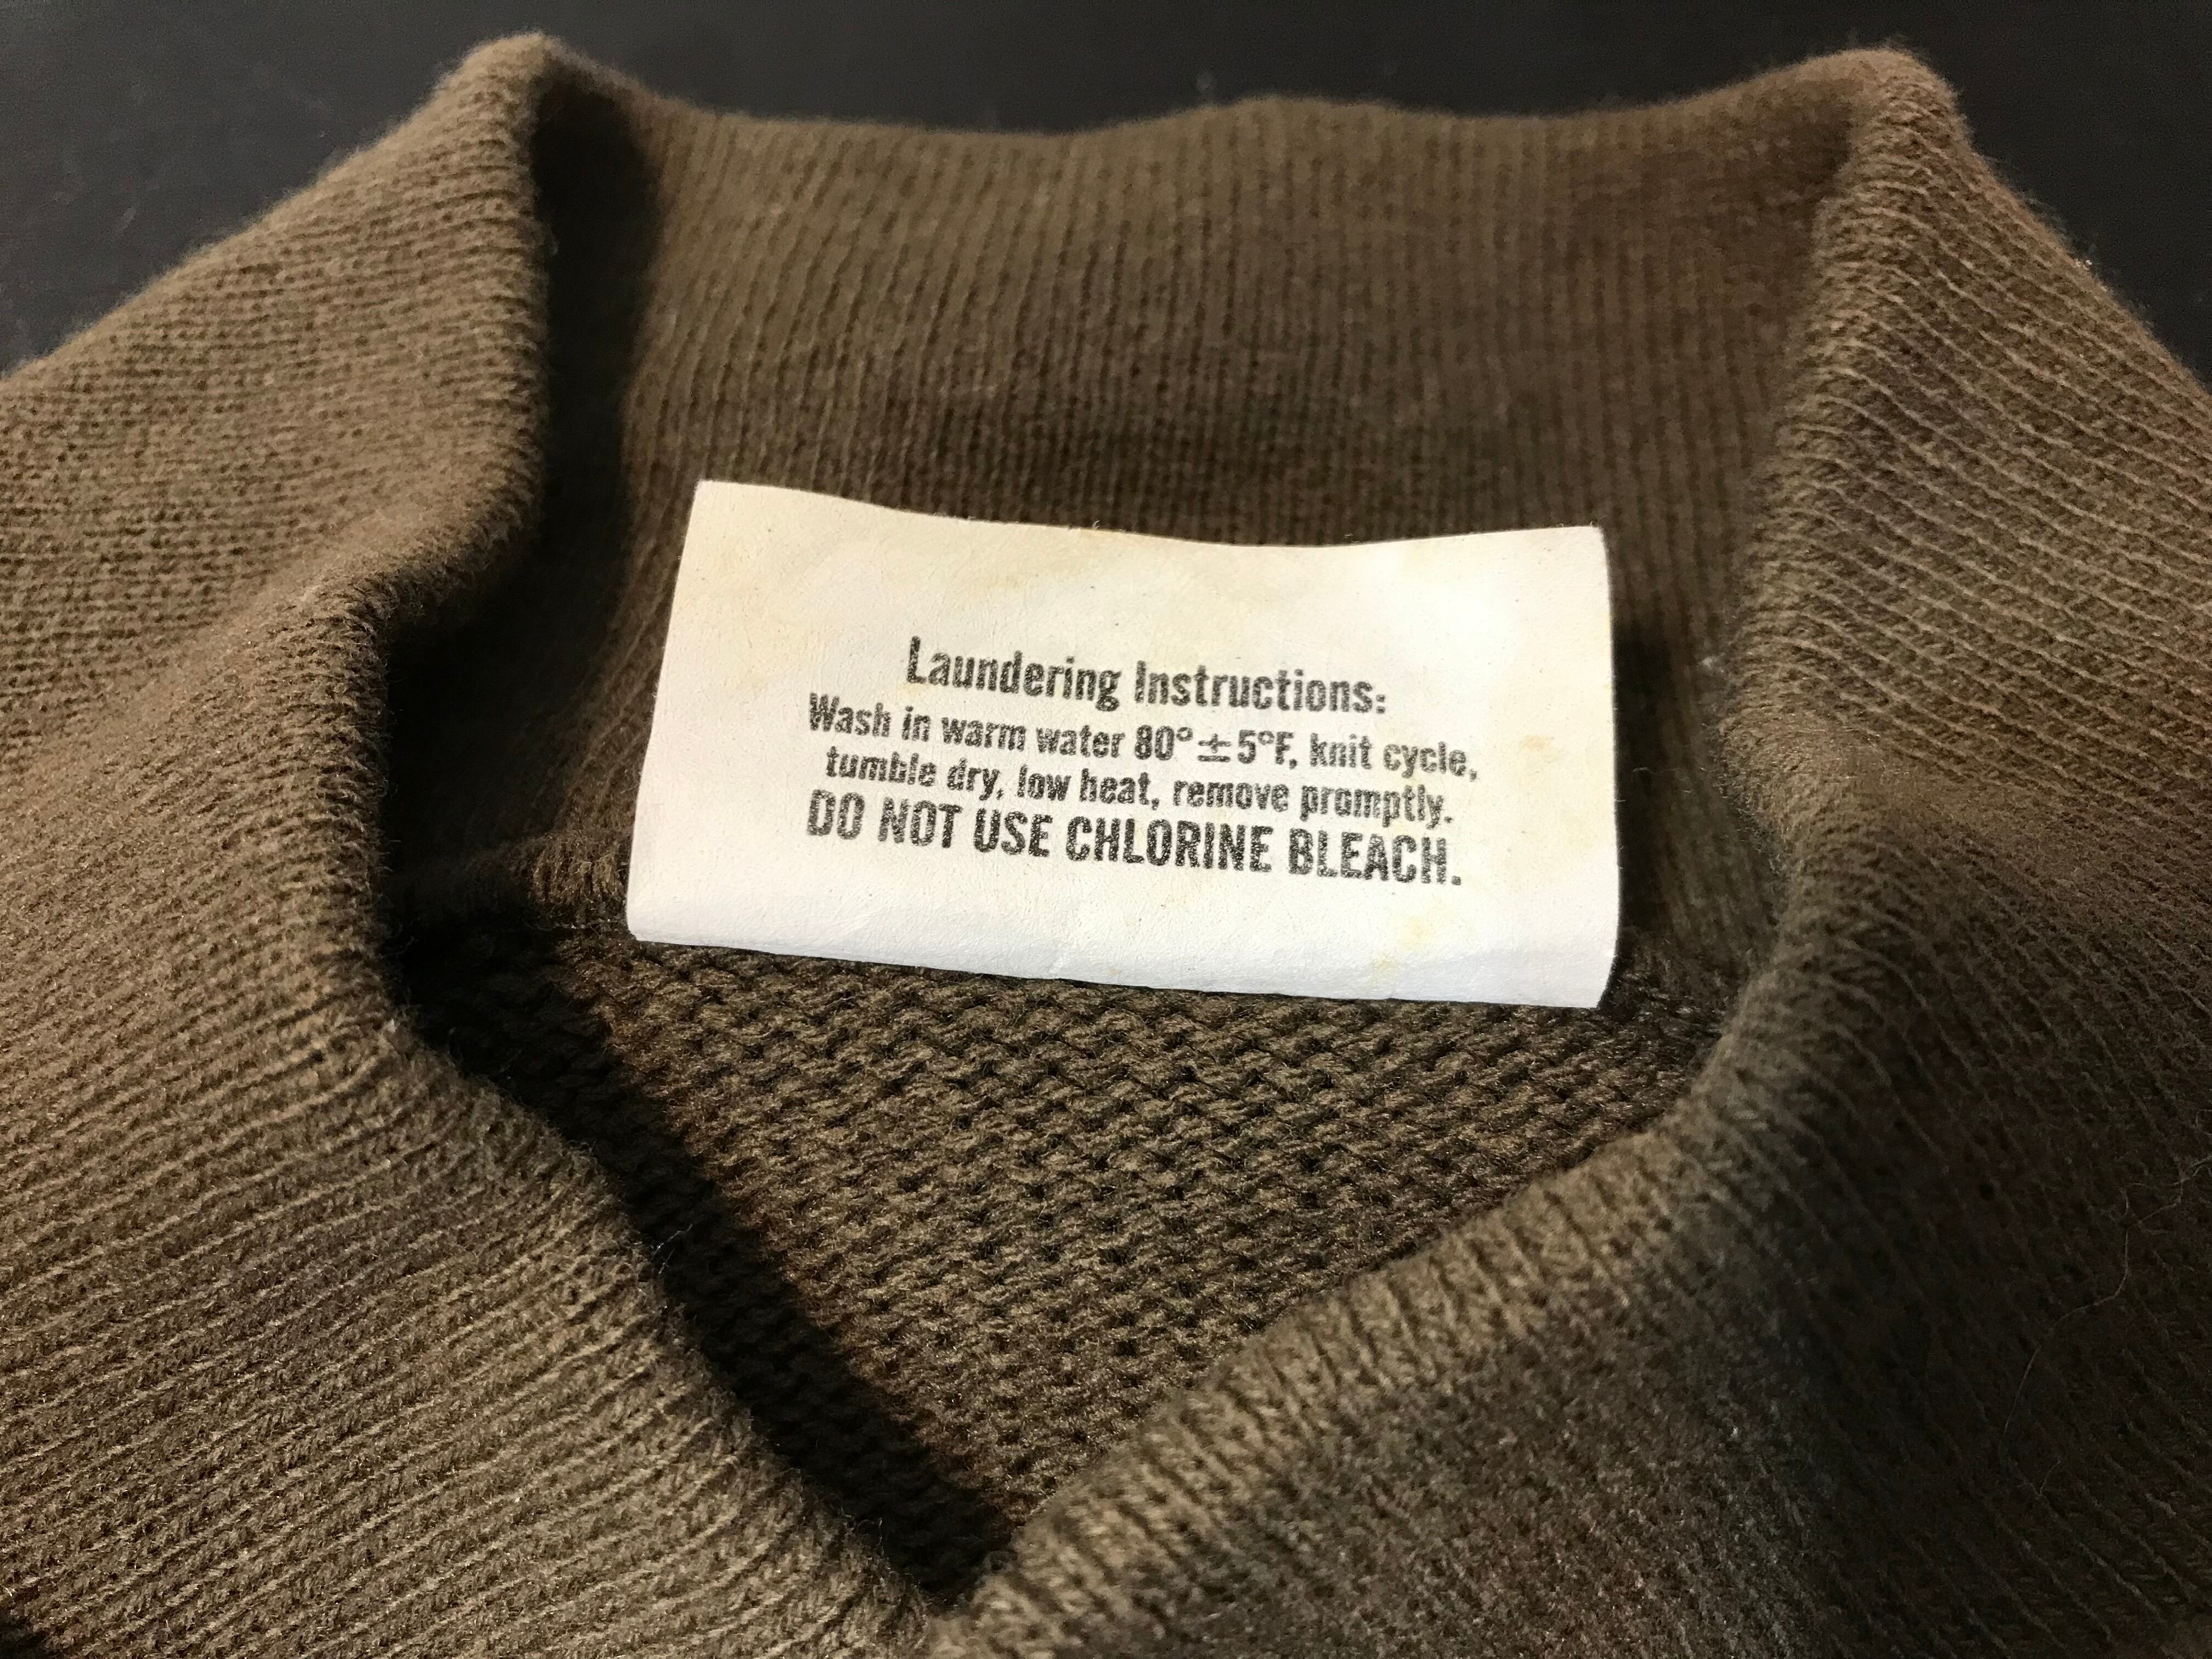 Laundering Instructions:
Wash in warm water 80° ±5°F, knit cycle,
tumble dry, low heat, remove promptly.
DO NOT USE CHLORINE BLEACH.